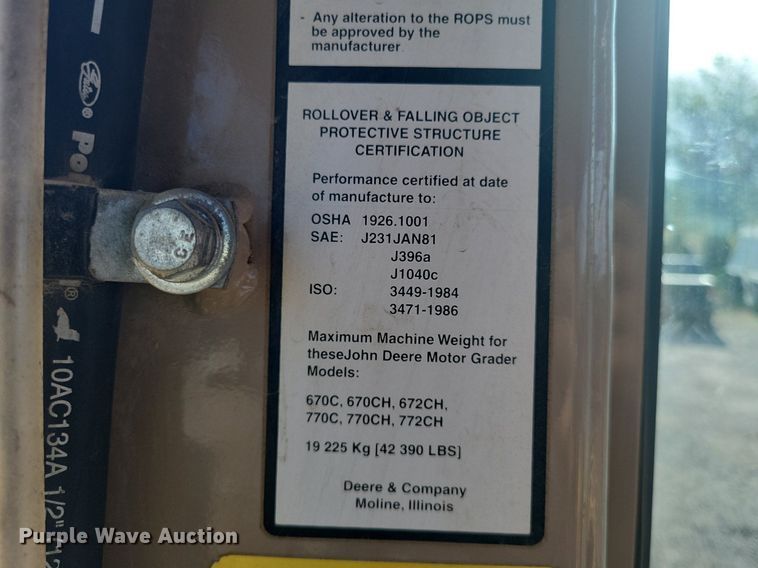 - Any alteration to the ROPS must
be approved by the
manufacturer.
ROLLOVER & FALLING OBJECT
PROTECTIVE STRUCTURE
CERTIFICATION
Performance certified at date
of manufacture to:
OSHA 1926.1001
SAE: J231JAN81
J396a
J1040c
ISO: 3449-1984
3471-1986
Maximum Machine Weight for
theseJohn Deere Motor Grader
Models:
670C, 670CH, 672CH,
770C, 770CH, 772CH
19 225 Kg [42 390 LBS]
Deere & Company
Moline, Illinois
Gates ®
10AC134A 1/2"
Purple Wave Auction